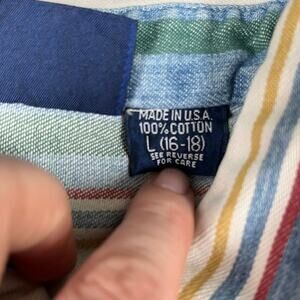 MADE IN U.S.A.
100% COTTON
L (16-18)
SEE REVERSE
FOR CARE